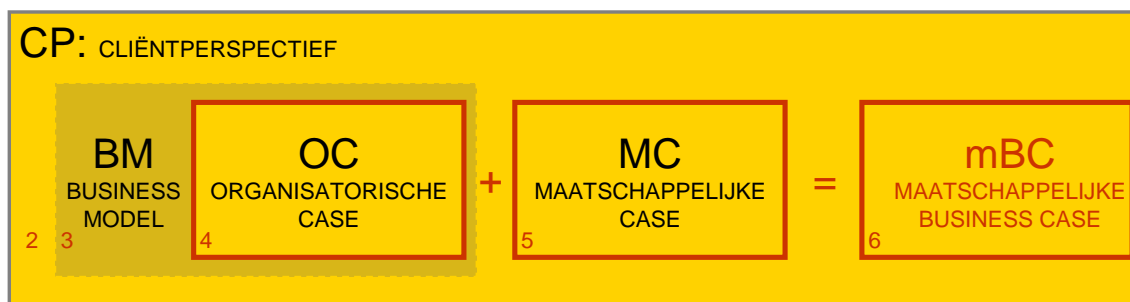 CP: CLIËNTPERSPECTIEF
BM
BUSINESS
MODEL
OC
ORGANISATORISCHE
CASE
+
MC
MAATSCHAPPELIJKE
CASE
=
mBC
MAATSCHAPPELIJKE
BUSINESS CASE
2
3
4
5
6